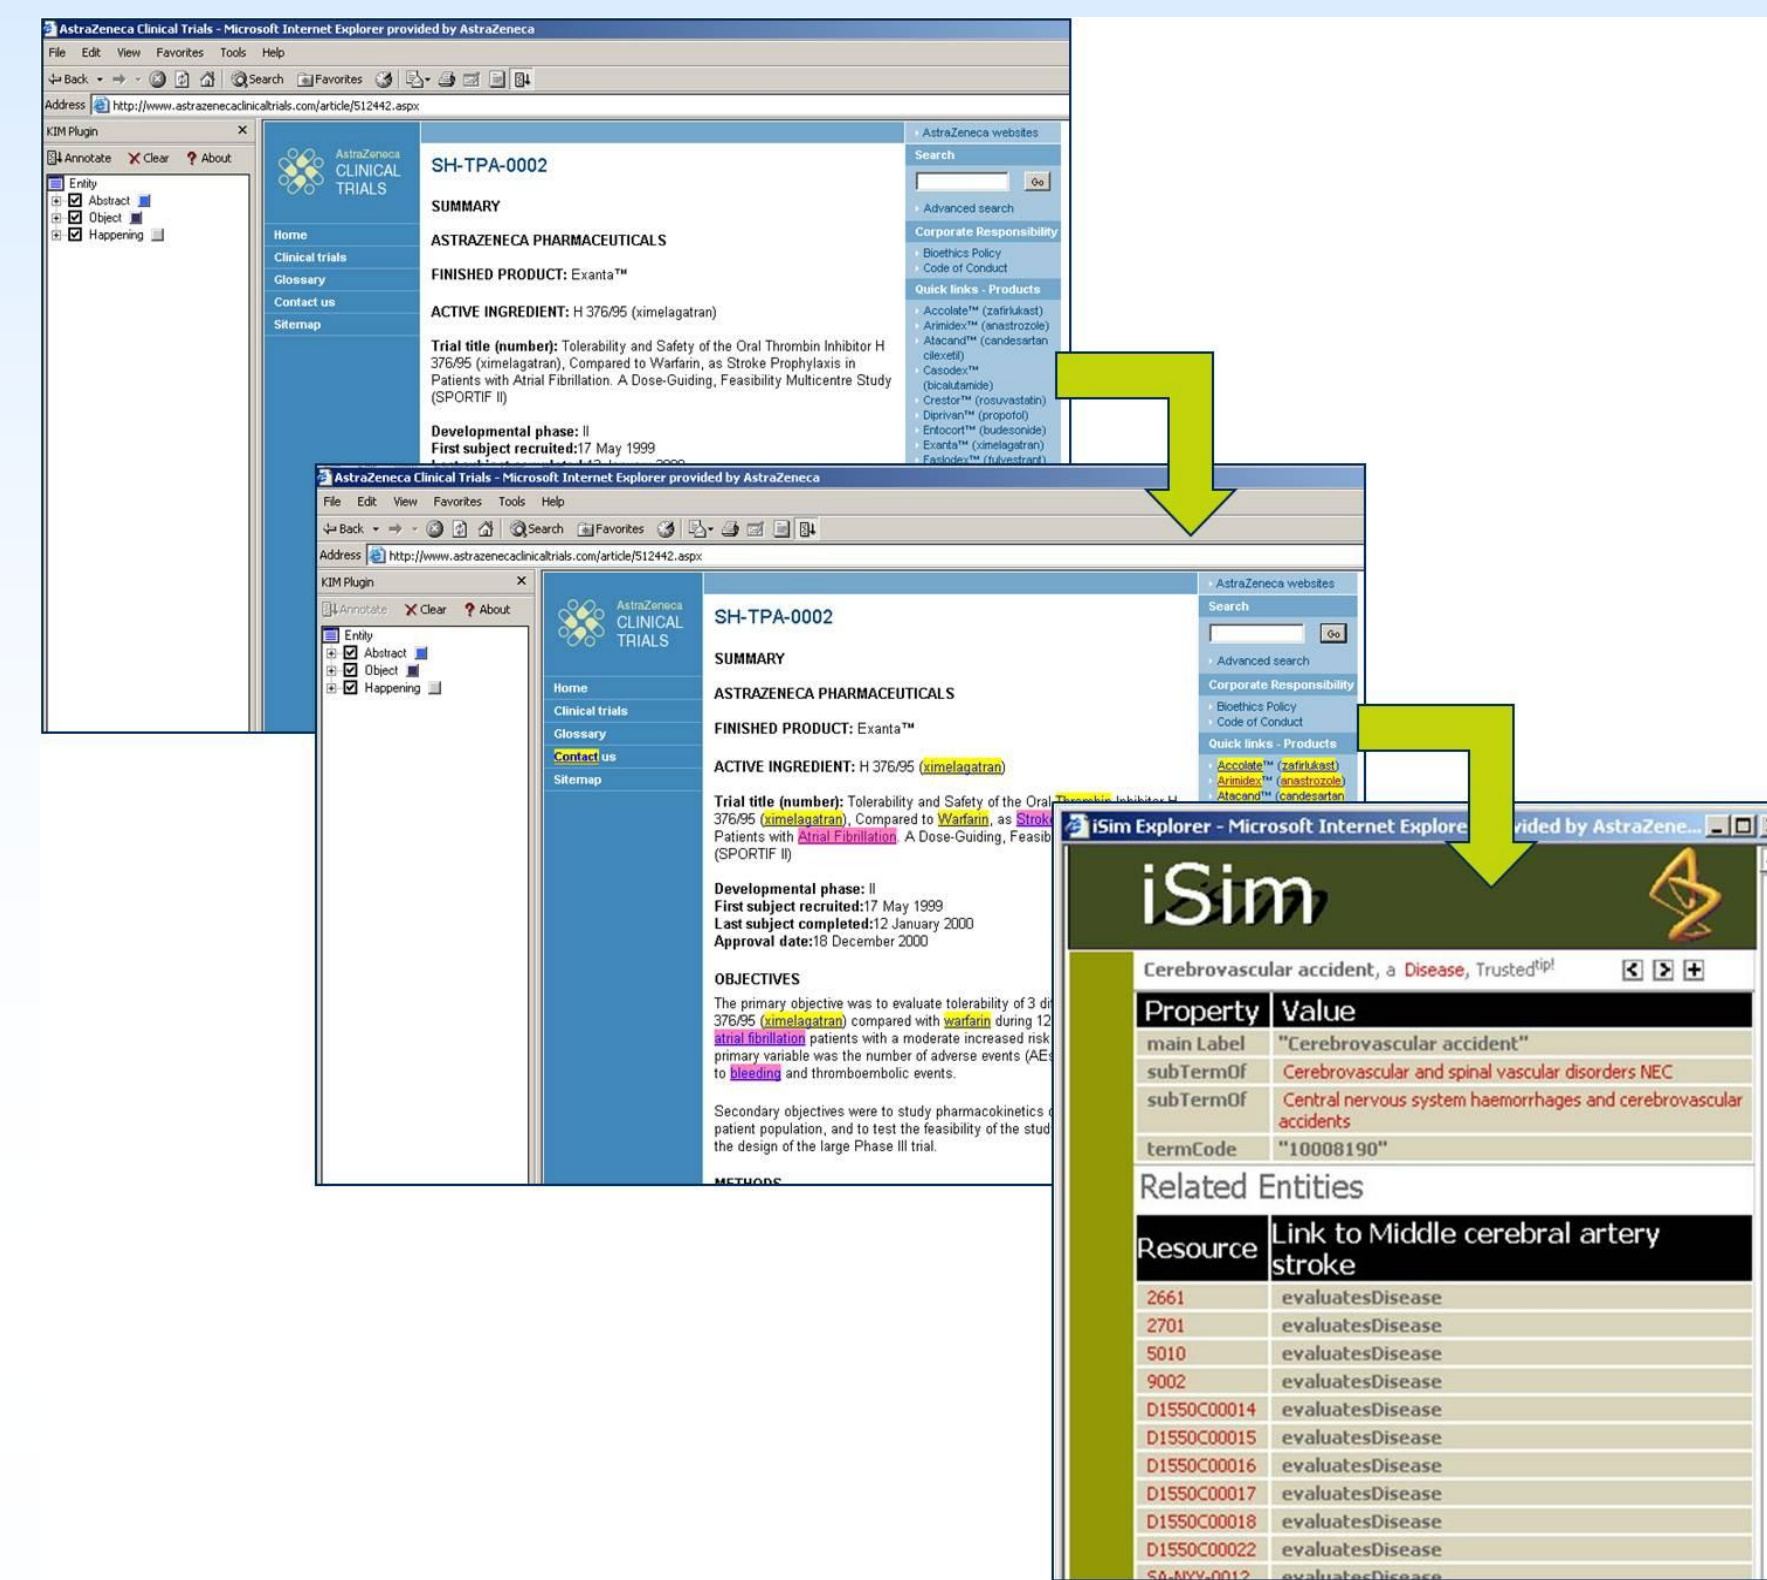 AstraZeneca Clinical Trials - Microsoft Internet Explorer provided by AstraZeneca
File Edit View Favorites Tools Help
Back Search Favorites
Address http://www.astrazenecaclinicaltrials.com/article/512442.aspx
KIM Plugin
Annotate Clear About
Entity
Abstract
Object
Happening
AstraZeneca
CLINICAL
TRIALS
Home
Clinical trials
Glossary
Contact us
Sitemap
SH-TPA-0002
SUMMARY
ASTRAZENECA PHARMACEUTICALS
FINISHED PRODUCT: Exanta™
ACTIVE INGREDIENT: H 376/95 (ximelagatran)
Trial title (number): Tolerability and Safety of the Oral Thrombin Inhibitor H
376/95 (ximelagatran), Compared to Warfarin, as Stroke Prophylaxis in
Patients with Atrial Fibrillation. A Dose-Guiding, Feasibility Multicentre Study
(SPORTIF II)
Developmental phase: II
First subject recruited:17 May 1999
AstraZeneca websites
Search
Go
Advanced search
Corporate Responsibility
Bioethics Policy
Code of Conduct
Quick links - Products
Accolate™ (zafirlukast)
Arimidex™ (anastrozole)
Atacand™ (candesartan
cilexetil)
Casodex™
(bicalutamide)
Crestor™ (rosuvastatin)
Diprivan™ (propofol)
Entocort™ (budesonide)
Exanta™ (ximelagatran)
Faslodex™ (fulvestrant)
AstraZeneca Clinical Trials - Microsoft Internet Explorer provided by AstraZeneca
File Edit View Favorites Tools Help
Back Search Favorites
Address http://www.astrazenecaclinicaltrials.com/article/512442.aspx
KIM Plugin
Annotate Clear About
Entity
Abstract
Object
Happening
AstraZeneca
CLINICAL
TRIALS
Home
Clinical trials
Glossary
Contact us
Sitemap
SH-TPA-0002
SUMMARY
ASTRAZENECA PHARMACEUTICALS
FINISHED PRODUCT: Exanta™
ACTIVE INGREDIENT: H 376/95 (ximelagatran)
Trial title (number): Tolerability and Safety of the Oral Thrombin Inhibitor H
376/95 (ximelagatran), Compared to Warfarin, as
Patients with Atrial Fibrillation. A Dose-Guiding,
(SPORTIF II)
Developmental phase: II
First subject recruited:17 May 1999
Last subject completed:12 January 2000
Approval date:18 December 2000
OBJECTIVES
The primary objective was to evaluate tolerability of 3
376/95 (ximelagatran) compared with warfarin during 12
atrial fibrillation patients with a moderate increased risk
primary variable was the number of adverse events (AEs
to bleeding and thromboembolic events.
Secondary objectives were to study pharmacokinetics
patient population, and to test the feasibility of the
the design of the large Phase III trial.
METHODS
AstraZeneca websites
Search
Go
Advanced search
Corporate Responsibility
Bioethics Policy
Code of Conduct
Quick links - Products
Accolate™ (zafirlukast)
Arimidex™ (anastrozole)
Atacand™ (candesartan
iSim Explorer - Microsoft Internet
iSim
Cerebrovascular accident, a Disease, Trusted tip!
Property Value
main Label "Cerebrovascular accident"
subTermOf Cerebrovascular and spinal vascular disorders NEC
subTermOf Central nervous system haemorrhages and cerebrovascular
accidents
termCode "10008190"
Related Entities
Resource Link to Middle cerebral artery
stroke
2661 evaluatesDisease
2701 evaluatesDisease
5010 evaluatesDisease
9002 evaluatesDisease
D1550C00014 evaluatesDisease
D1550C00015 evaluatesDisease
D1550C00016 evaluatesDisease
D1550C00017 evaluatesDisease
D1550C00018 evaluatesDisease
D1550C00022 evaluatesDisease
evaluatesDisease